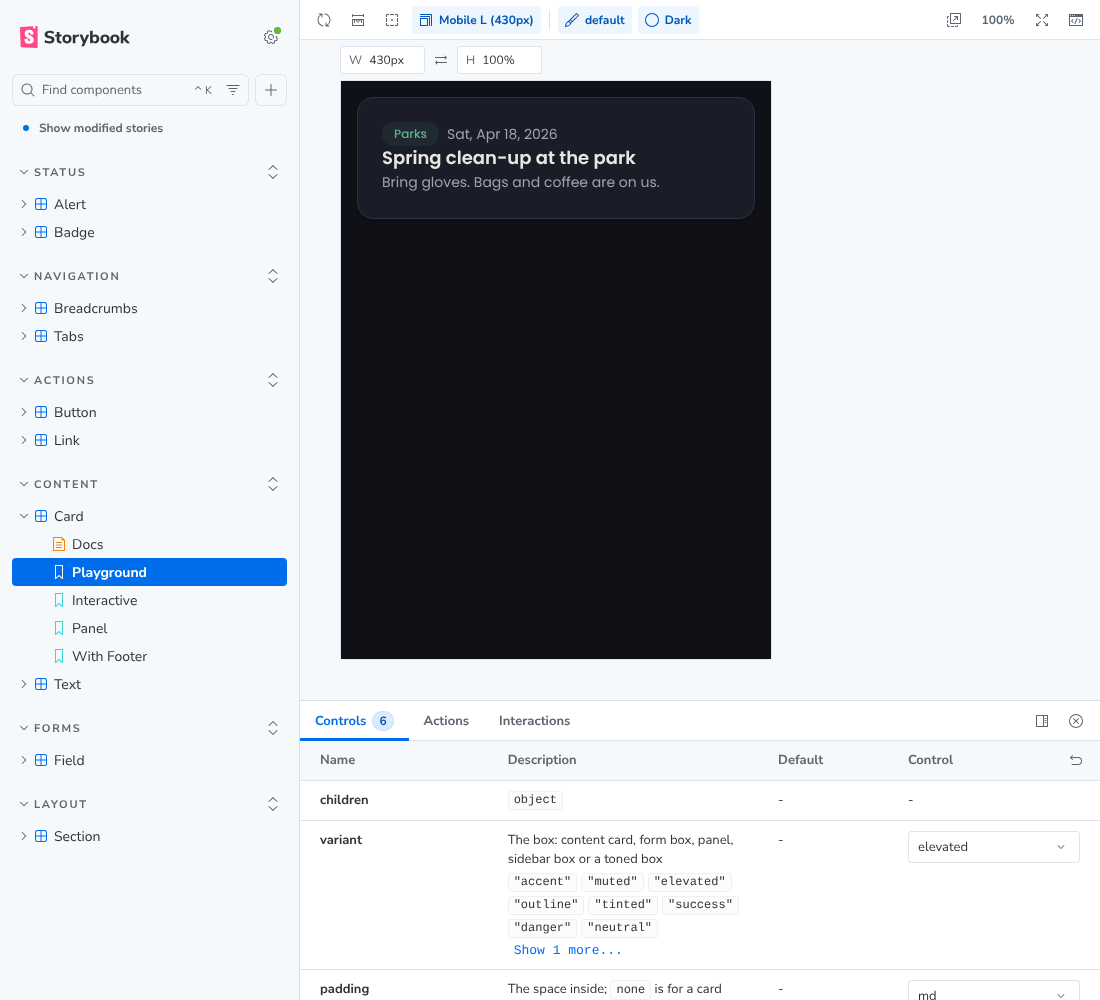 Storybook
Find components
^ K
Show modified stories
STATUS
Alert
Badge
NAVIGATION
Breadcrumbs
Tabs
ACTIONS
Button
Link
CONTENT
Card
Docs
Playground
Interactive
Panel
With Footer
Text
FORMS
Field
LAYOUT
Section
Mobile L (430px)
default
Dark
100%
W 430px
H 100%
Parks Sat, Apr 18, 2026
Spring clean-up at the park
Bring gloves. Bags and coffee are on us.
Controls 6 Actions Interactions
Name Description Default Control
children object - -
variant The box: content card, form box, panel, - elevated
sidebar box or a toned box
"accent" "muted" "elevated"
"outline" "tinted" "success"
"danger" "neutral"
Show 1 more...
padding The space inside; none is for a card - md